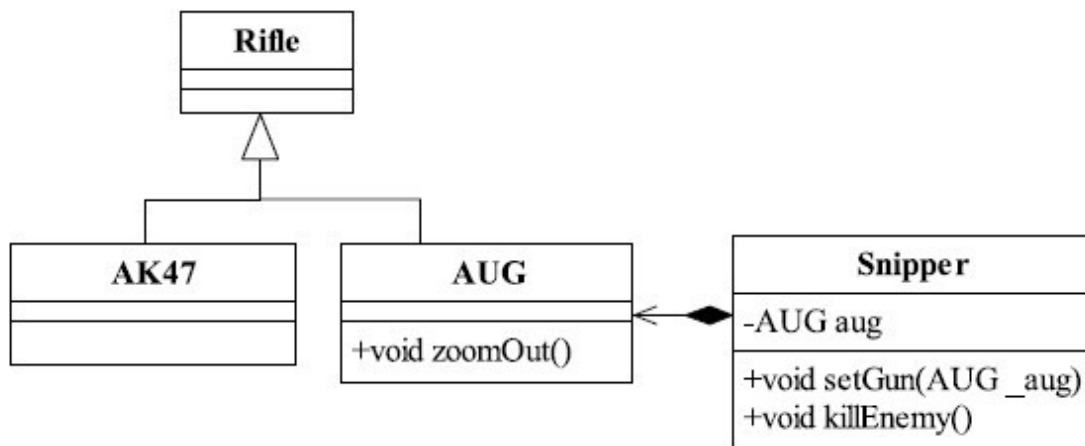 Rifle
AK47
AUG
+void zoomOut()
Snipper
-AUG aug
+void setGun(AUG _aug)
+void killEnemy()